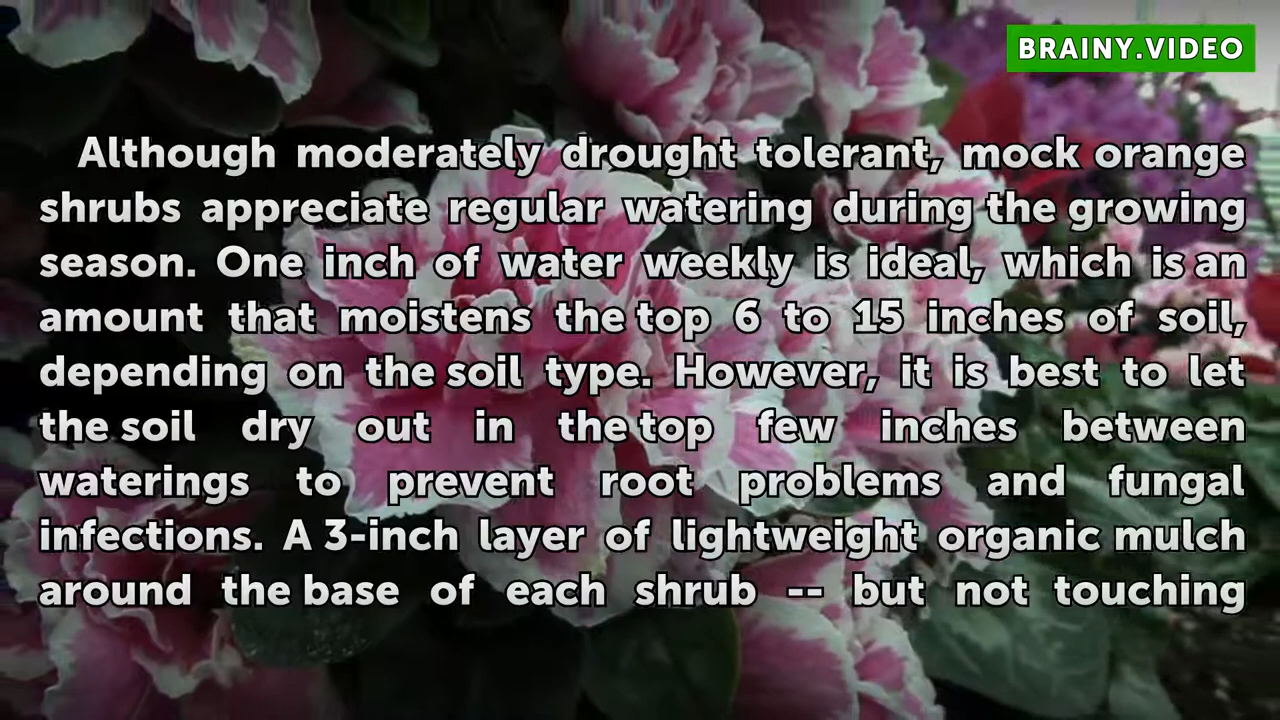 BRAINY.VIDEO
Although moderately drought tolerant, mock orange
shrubs appreciate regular watering during the growing
season. One inch of water weekly is ideal, which is an
amount that moistens the top 6 to 15 inches of soil,
depending on the soil type. However, it is best to let
the soil dry out in the top few inches between
waterings to prevent root problems and fungal
infections. A 3-inch layer of lightweight organic mulch
around the base of each shrub -- but not touching